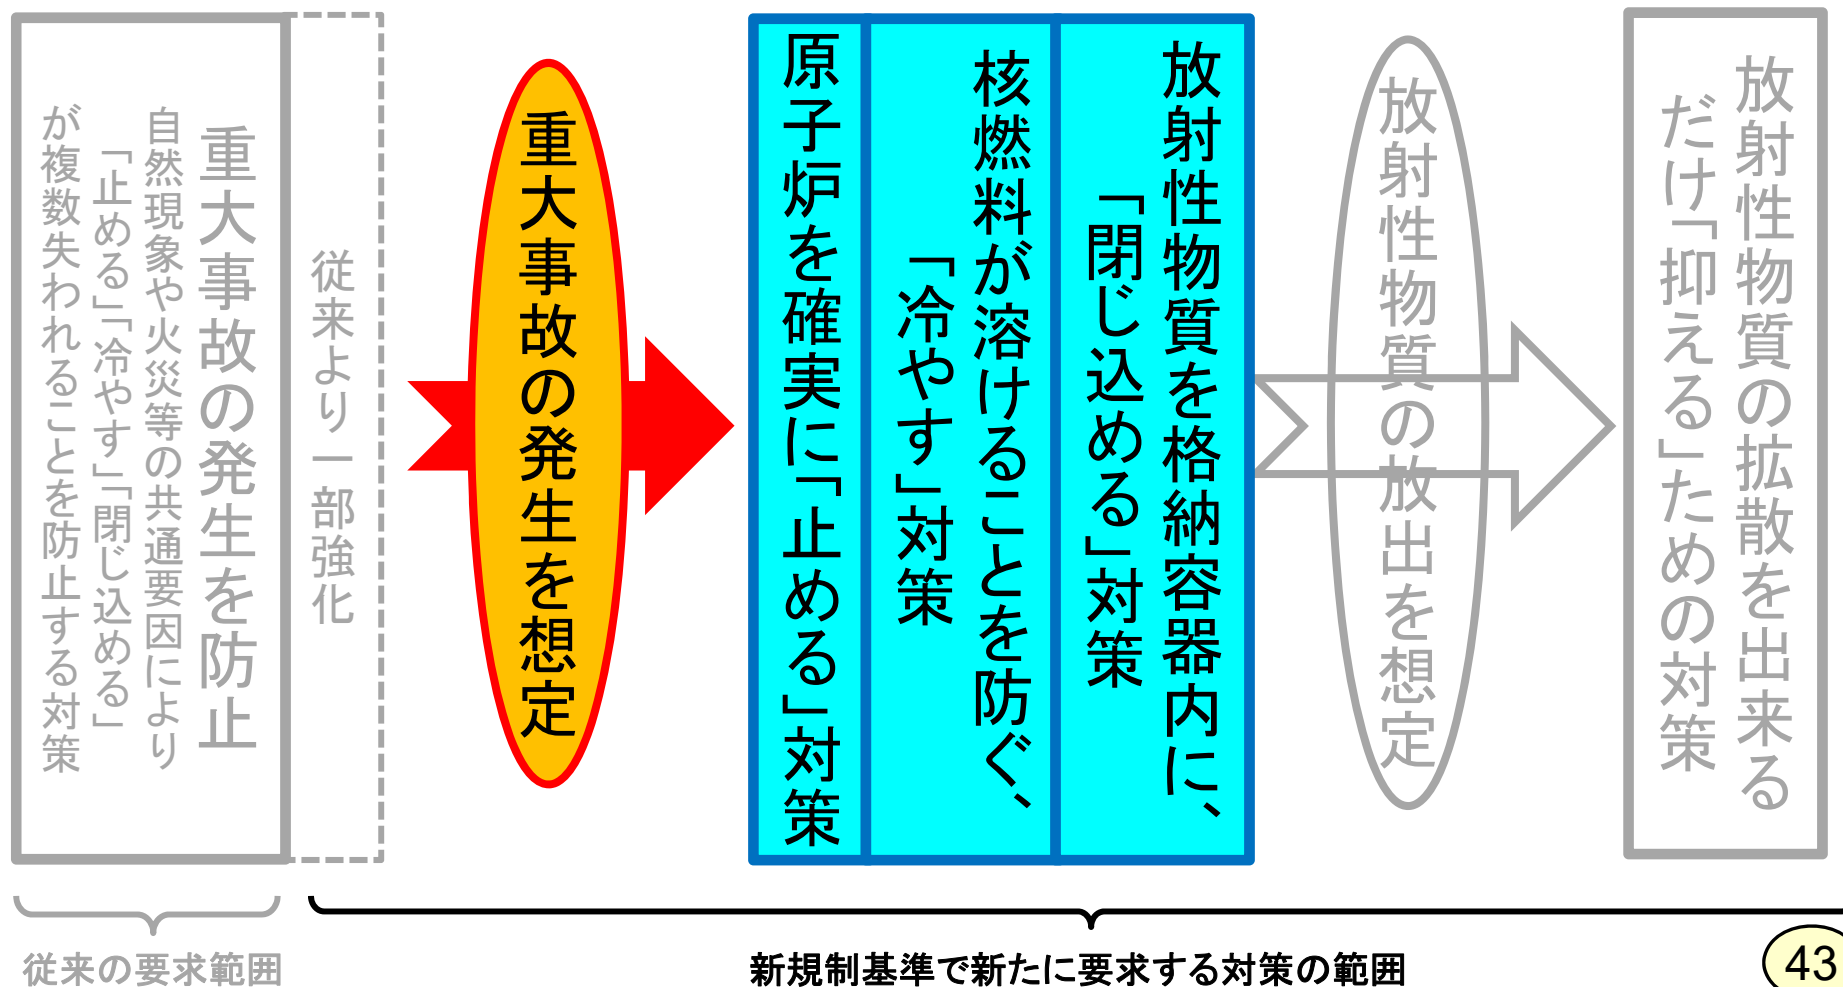 重大事故の発生を防止
自然現象や火災等の共通要因により
「止める」「冷やす」「閉じ込める」
が複数失われることを防止する対策
従来より一部強化
重大事故の発生を想定
原子炉を確実に「止める」対策
核燃料が溶けることを防ぐ、
「冷やす」対策
放射性物質を格納容器内に、
「閉じ込める」対策
放射性物質の放出を想定
放射性物質の拡散を出来る
だけ「抑える」ための対策
従来の要求範囲
新規制基準で新たに要求する対策の範囲
43